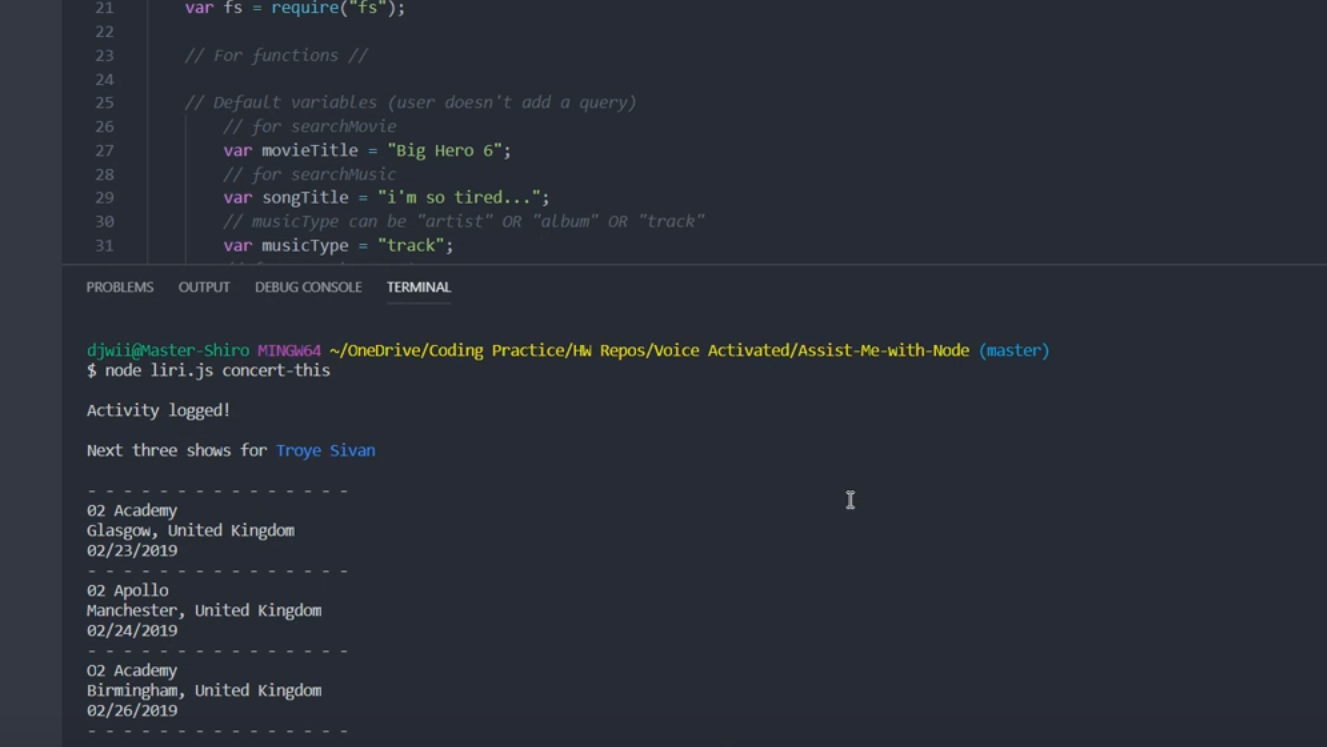 21 var fs = require("fs");
22
23 // For functions //
24
25 // Default variables (user doesn't add a query)
26 // for searchMovie
27 var movieTitle = "Big Hero 6";
28 // for searchMusic
29 var songTitle = "i'm so tired...";
30 // musicType can be "artist" OR "album" OR "track"
31 var musicType = "track";
PROBLEMS OUTPUT DEBUG CONSOLE TERMINAL
djwii@Master-Shiro MINGW64 ~/OneDrive/Coding Practice/HW Repos/Voice Activated/Assist-Me-with-Node (master)
$ node liri.js concert-this
Activity logged!
Next three shows for Troye Sivan
- - - - - - - - - - - - - - -
02 Academy
Glasgow, United Kingdom
02/23/2019
- - - - - - - - - - - - - - -
02 Apollo
Manchester, United Kingdom
02/24/2019
- - - - - - - - - - - - - - -
O2 Academy
Birmingham, United Kingdom
02/26/2019
- - - - - - - - - - - - - - -